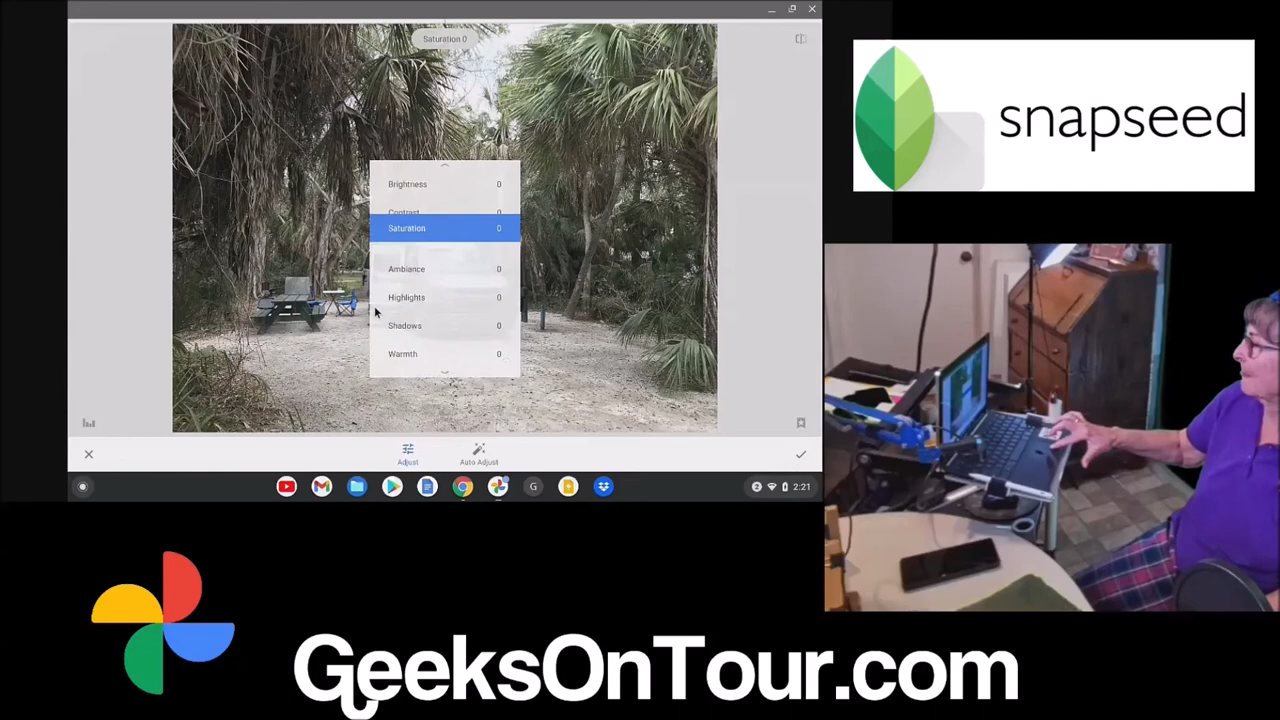 Saturation 0
Brightness 0
Contrast
Saturation 0
Ambiance 0
Highlights 0
Shadows 0
Warmth 0
Adjust
Auto Adjust
G
2:21
snapseed
GeeksOnTour.com